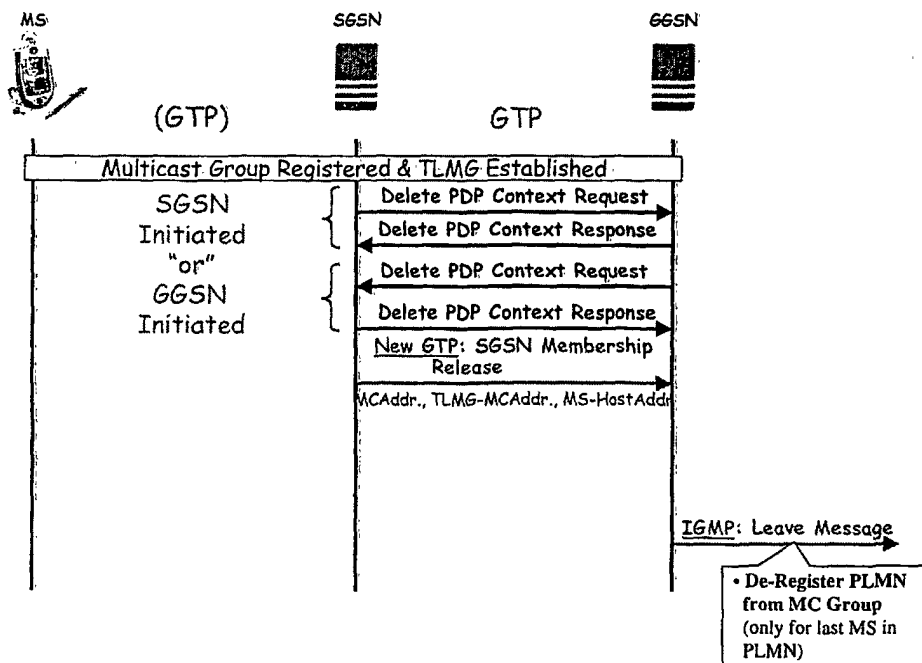 MS
SGSN
GGSN
(GTP)
GTP
Multicast Group Registered & TLMG Established
SGSN
Initiated
"or"
GGSN
Initiated
Delete PDP Context Request
Delete PDP Context Response
Delete PDP Context Request
Delete PDP Context Response
New GTP: SGSN Membership
Release
MCAddr., TLMG-MCAddr., MS-HostAddr
IGMP: Leave Message
• De-Register PLMN
from MC Group
(only for last MS in
PLMN)